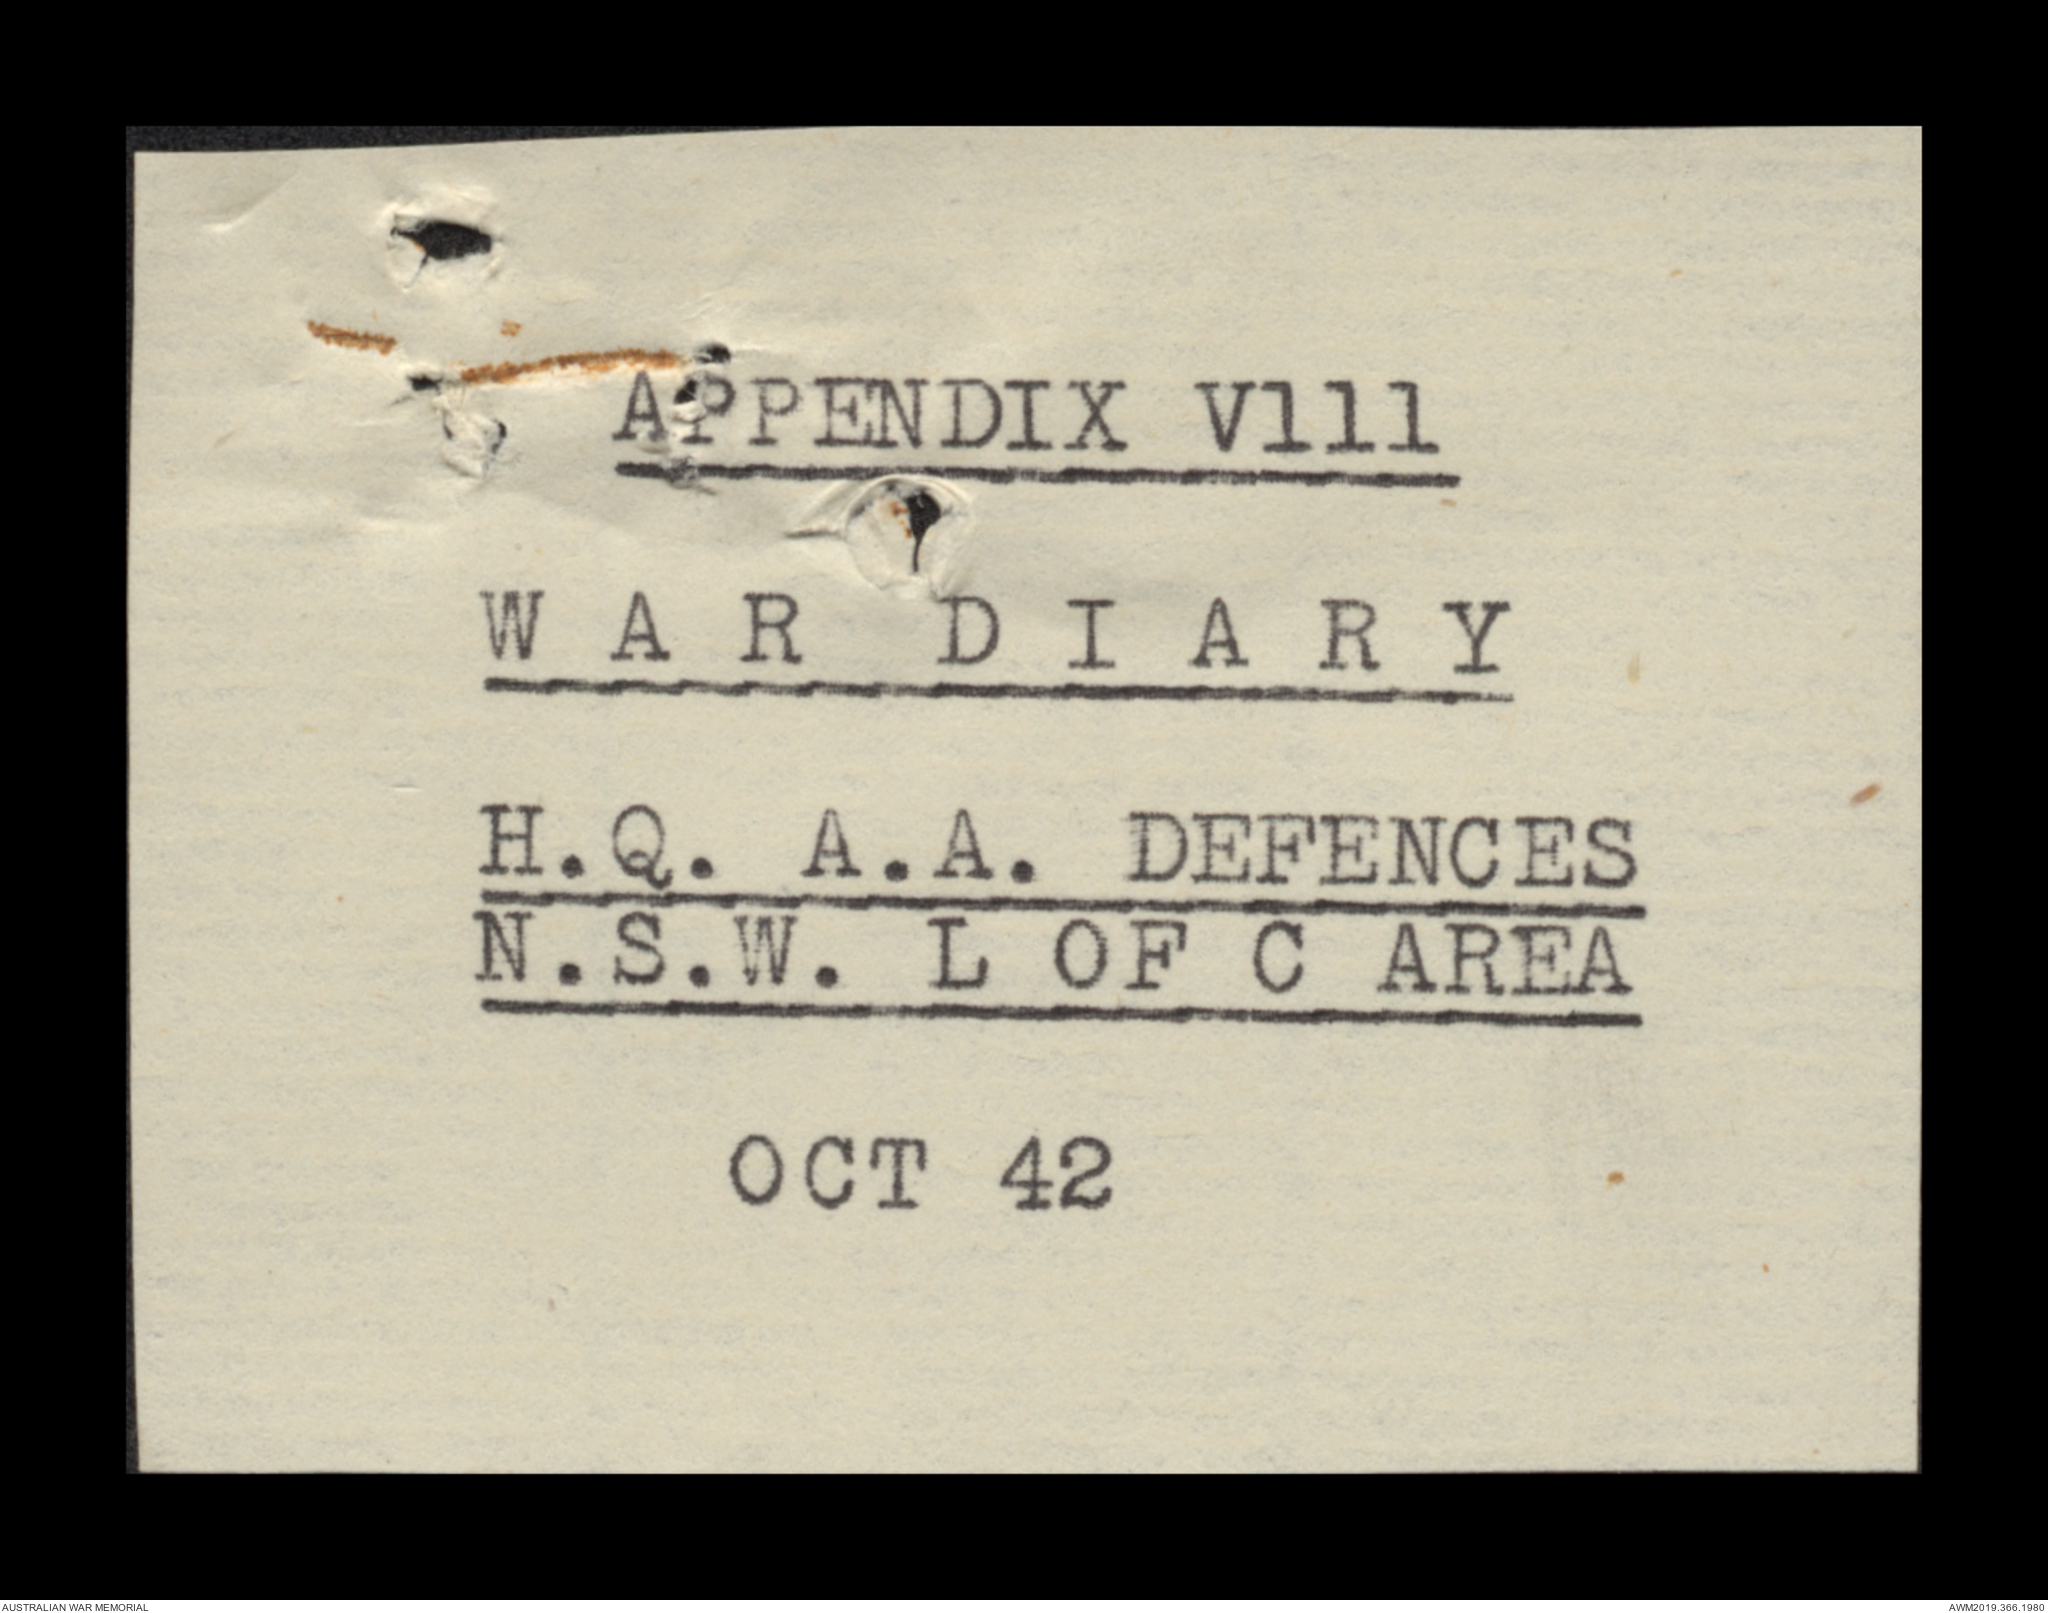 APPENDIX V111
W A R D I A R Y
H.Q. A.A. DEFENCES
N.S.W. L OF C AREA
OCT 42
AUSTRALIAN WAR MEMORIAL
AWM2019.366.1980